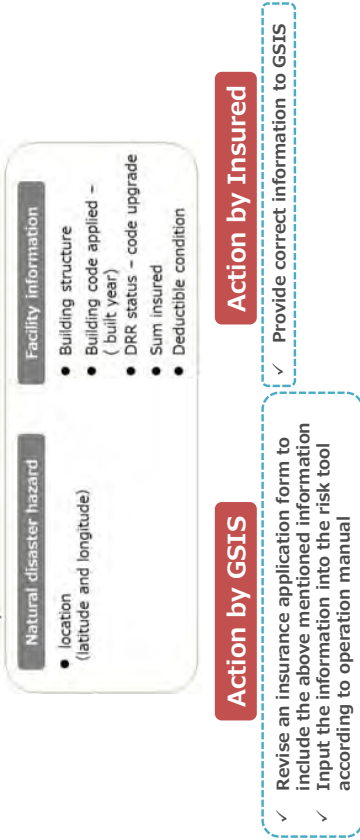 Natural disaster hazard
● location
(latitude and longitude)
Facility information
● Building structure
● Building code applied –
( built year)
● DRR status – code upgrade
● Sum insured
● Deductible condition
Action by GSIS
✓ Revise an insurance application form to
include the above mentioned information
✓ Input the information into the risk tool
according to operation manual
Action by Insured
✓ Provide correct information to GSIS